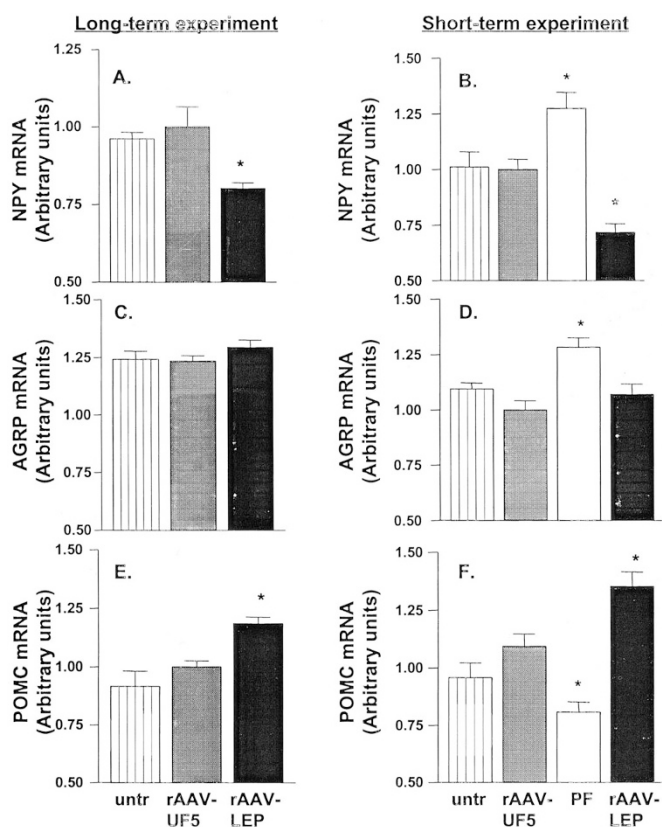 Long-term experiment
Short-term experiment
A.
1.25
1.00
0.75
0.50
NPY mRNA
(Arbitrary units)
*
B.
1.50
1.25
1.00
0.75
0.50
NPY mRNA
(Arbitrary units)
*
☆
C.
1.50
1.25
1.00
1.25
0.50
AGRP mRNA
(Arbitrary units)
D.
1.50
1.25
1.00
0.75
0.50
AGRP mRNA
(Arbitrary units)
*
E.
1.50
1.25
1.00
0.75
0.50
POMC mRNA
(Arbitrary units)
*
untr
rAAV-
UF5
rAAV-
LEP
F.
1.50
1.25
1.00
0.75
0.50
POMC mRNA
(Arbitrary units)
*
*
untr
rAAV-
UF5
PF
rAAV-
LEP